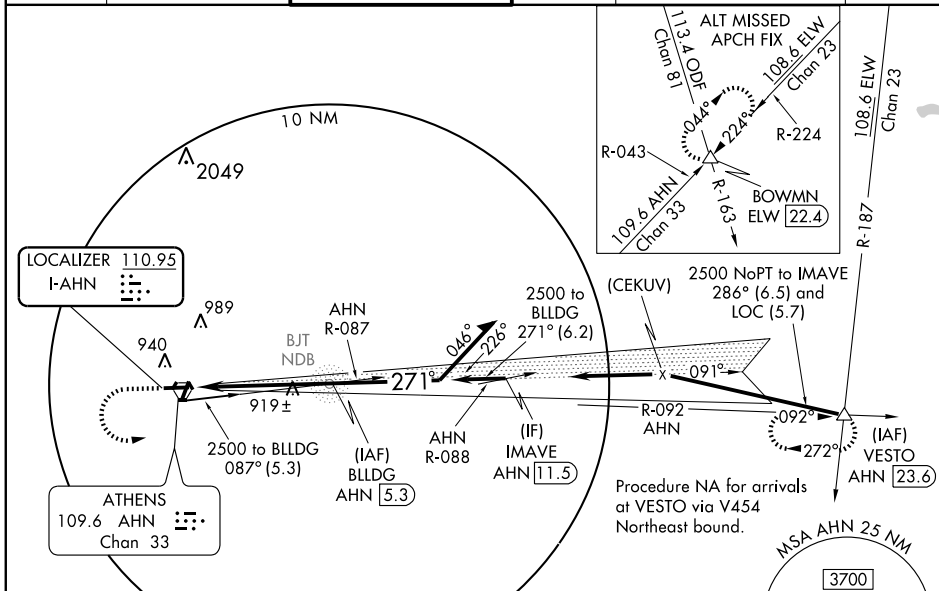 ALT MISSED
APCH FIX
113.4 ODF
Chan 81
108.6 ELW
Chan 23
044°
224°
R-224
R-043
109.6 AHN
Chan 33
R-163
BOWMN
ELW 22.4
108.6 ELW
Chan 23
R-187
10 NM
2049
LOCALIZER 110.95
I-AHN
989
940
BJT
NDB
AHN
R-087
046°
226°
2500 to
BLLDG
271° (6.2)
(CEKUV)
2500 NoPT to IMAVE
286° (6.5) and
LOC (5.7)
271°
091°
919±
2500 to BLLDG
087° (5.3)
(IAF)
BLLDG
AHN 5.3
AHN
R-088
(IF)
IMAVE
AHN 11.5
R-092
AHN
092°
272°
(IAF)
VESTO
AHN 23.6
ATHENS
109.6 AHN
Chan 33
Procedure NA for arrivals
at VESTO via V454
Northeast bound.
MSA AHN 25 NM
3700